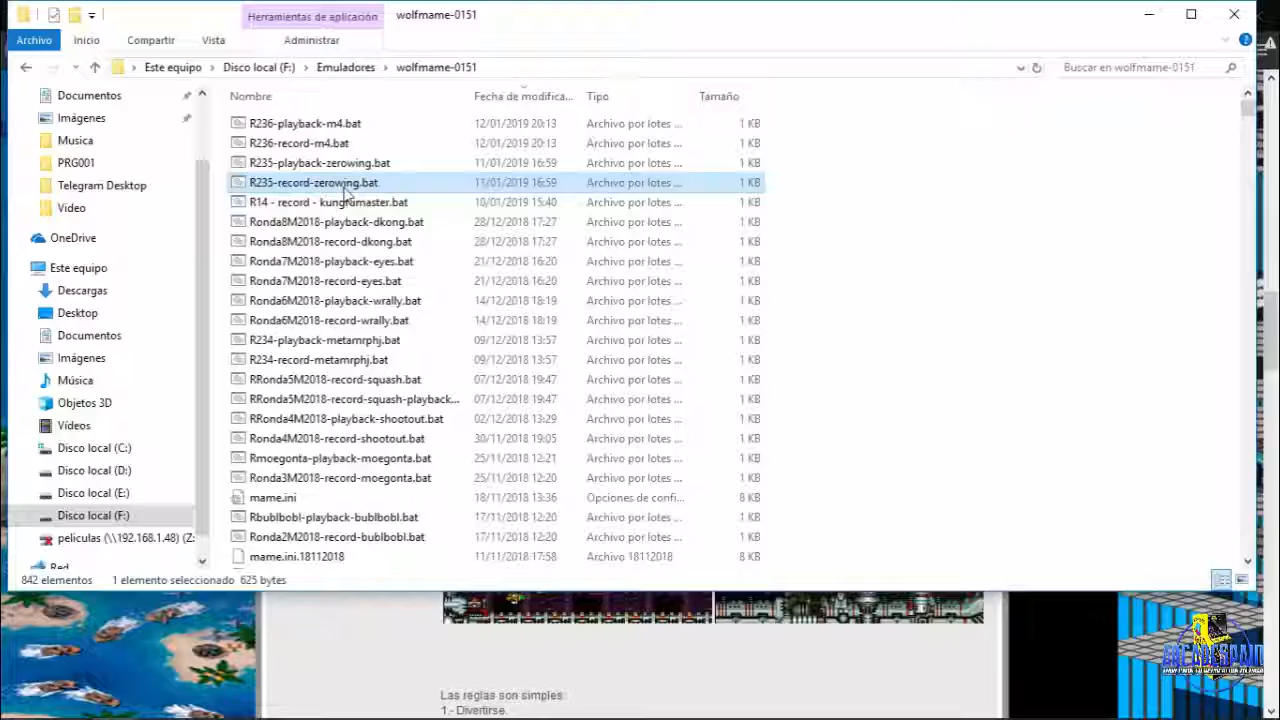 Herramientas de aplicación
wolfmame-0151
Archivo
Inicio
Compartir
Vista
Administrar
Este equipo
Disco local (F:)
Emuladores
wolfmame-0151
Buscar en wolfmame-0151
Documentos
Imágenes
Musica
PRG001
Telegram Desktop
Video
OneDrive
Este equipo
Descargas
Desktop
Documentos
Imágenes
Música
Objetos 3D
Vídeos
Disco local (C:)
Disco local (D:)
Disco local (E:)
Disco local (F:)
peliculas (\\192.168.1.48) (Z:
Red
Nombre Fecha de modifica... Tipo Tamaño
R236-playback-m4.bat 12/01/2019 20:13 Archivo por lotes ... 1 KB
R236-record-m4.bat 12/01/2019 20:13 Archivo por lotes ... 1 KB
R235-playback-zerowing.bat 11/01/2019 16:59 Archivo por lotes ... 1 KB
R235-record-zerowing.bat 11/01/2019 16:59 Archivo por lotes ... 1 KB
R14 - record - kungfumaster.bat 10/01/2019 15:40 Archivo por lotes ... 1 KB
Ronda8M2018-playback-dkong.bat 28/12/2018 17:27 Archivo por lotes ... 1 KB
Ronda8M2018-record-dkong.bat 28/12/2018 17:27 Archivo por lotes ... 1 KB
Ronda7M2018-playback-eyes.bat 21/12/2018 16:20 Archivo por lotes ... 1 KB
Ronda7M2018-record-eyes.bat 21/12/2018 16:20 Archivo por lotes ... 1 KB
Ronda6M2018-playback-wrally.bat 14/12/2018 18:19 Archivo por lotes ... 1 KB
Ronda6M2018-record-wrally.bat 14/12/2018 18:19 Archivo por lotes ... 1 KB
R234-playback-metamrphj.bat 09/12/2018 13:57 Archivo por lotes ... 1 KB
R234-record-metamrphj.bat 09/12/2018 13:57 Archivo por lotes ... 1 KB
RRonda5M2018-record-squash.bat 07/12/2018 19:47 Archivo por lotes ... 1 KB
RRonda5M2018-record-squash-playback... 07/12/2018 19:47 Archivo por lotes ... 1 KB
RRonda4M2018-playback-shootout.bat 02/12/2018 13:25 Archivo por lotes ... 1 KB
Ronda4M2018-record-shootout.bat 30/11/2018 19:05 Archivo por lotes ... 1 KB
Rmoegonta-playback-moegonta.bat 25/11/2018 12:21 Archivo por lotes ... 1 KB
Ronda3M2018-record-moegonta.bat 25/11/2018 12:20 Archivo por lotes ... 1 KB
mame.ini 18/11/2018 13:36 Opciones de confi... 8 KB
Rbublbobl-playback-bublbobl.bat 17/11/2018 12:20 Archivo por lotes ... 1 KB
Ronda2M2018-record-bublbobl.bat 17/11/2018 12:20 Archivo por lotes ... 1 KB
mame.ini.18112018 11/11/2018 17:58 Archivo 18112018 8 KB
842 elementos 1 elemento seleccionado 625 bytes
Las reglas son simples:
1.- Divertirse.
ARCADESPAIN